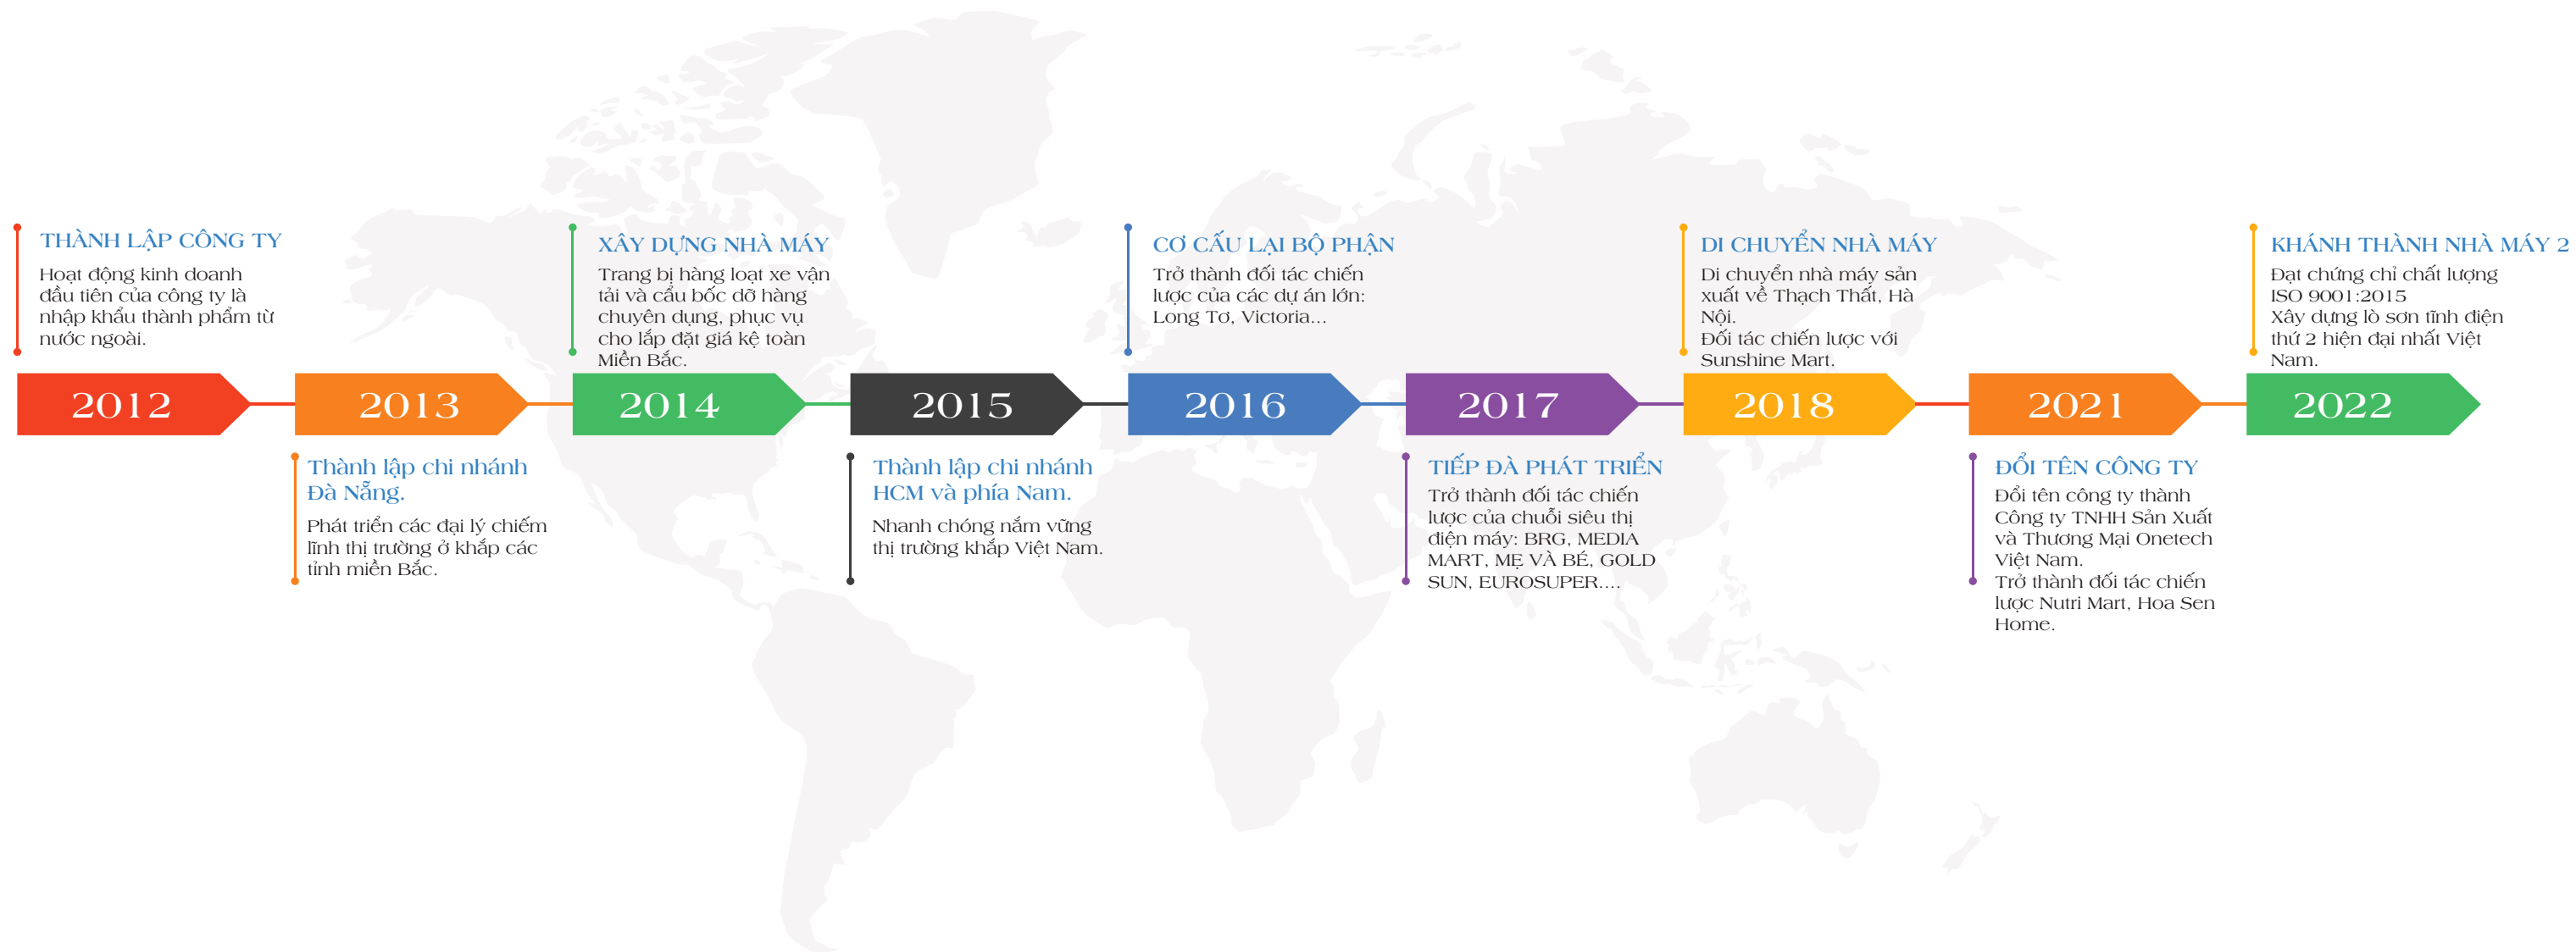 THÀNH LẬP CÔNG TY
Hoạt động kinh doanh
đầu tiên của công ty là
nhập khẩu thành phẩm từ
nước ngoài.
2012
2013
Thành lập chi nhánh
Đà Nẵng.
Phát triển các đại lý chiếm
lĩnh thị trường ở khắp các
tỉnh miền Bắc.
XÂY DỰNG NHÀ MÁY
Trang bị hàng loạt xe vận
tải và cẩu bốc dỡ hàng
chuyên dụng, phục vụ
cho lắp đặt giá kệ toàn
Miền Bắc.
2014
2015
Thành lập chi nhánh
HCM và phía Nam.
Nhanh chóng nắm vững
thị trường khắp Việt Nam.
CƠ CẤU LẠI BỘ PHẬN
Trở thành đối tác chiến
lược của các dự án lớn:
Long Tơ, Victoria...
2016
2017
TIẾP ĐÀ PHÁT TRIỂN
Trở thành đối tác chiến
lược của chuỗi siêu thị
điện máy: BRG, MEDIA
MART, MẸ VÀ BÉ, GOLD
SUN, EUROSUPER....
DI CHUYỂN NHÀ MÁY
Di chuyển nhà máy sản
xuất về Thạch Thất, Hà
Nội.
Đối tác chiến lược với
Sunshine Mart.
2018
2021
ĐỔI TÊN CÔNG TY
Đổi tên công ty thành
Công ty TNHH Sản Xuất
và Thương Mại Onetech
Việt Nam.
Trở thành đối tác chiến
lược Nutri Mart, Hoa Sen
Home.
KHÁNH THÀNH NHÀ MÁY 2
Đạt chứng chỉ chất lượng
ISO 9001:2015
Xây dựng lò sơn tĩnh điện
thứ 2 hiện đại nhất Việt
Nam.
2022